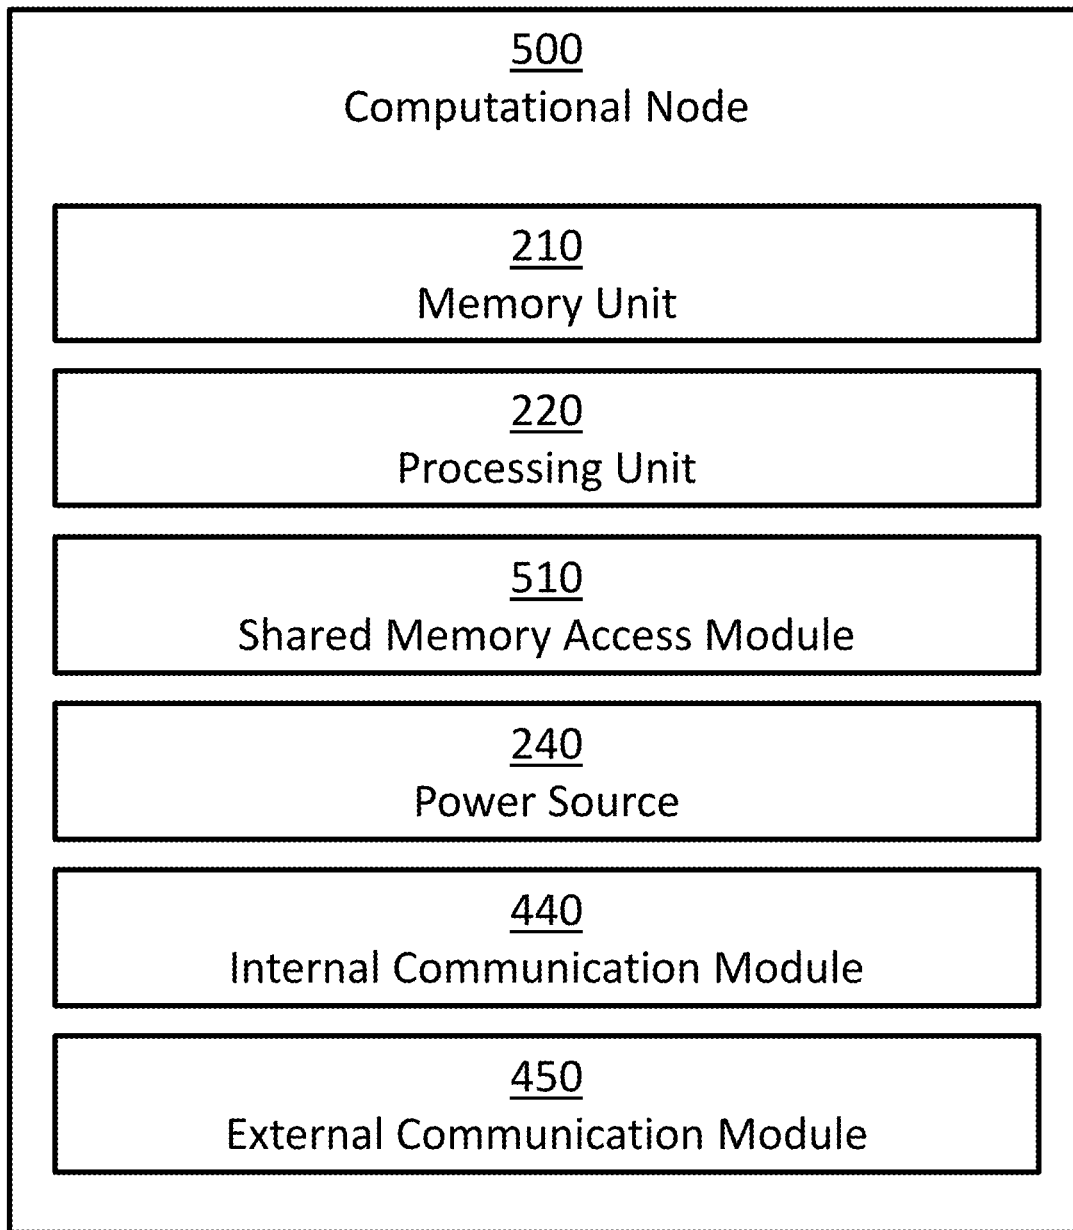 500
Computational Node
210
Memory Unit
220
Processing Unit
510
Shared Memory Access Module
240
Power Source
440
Internal Communication Module
450
External Communication Module